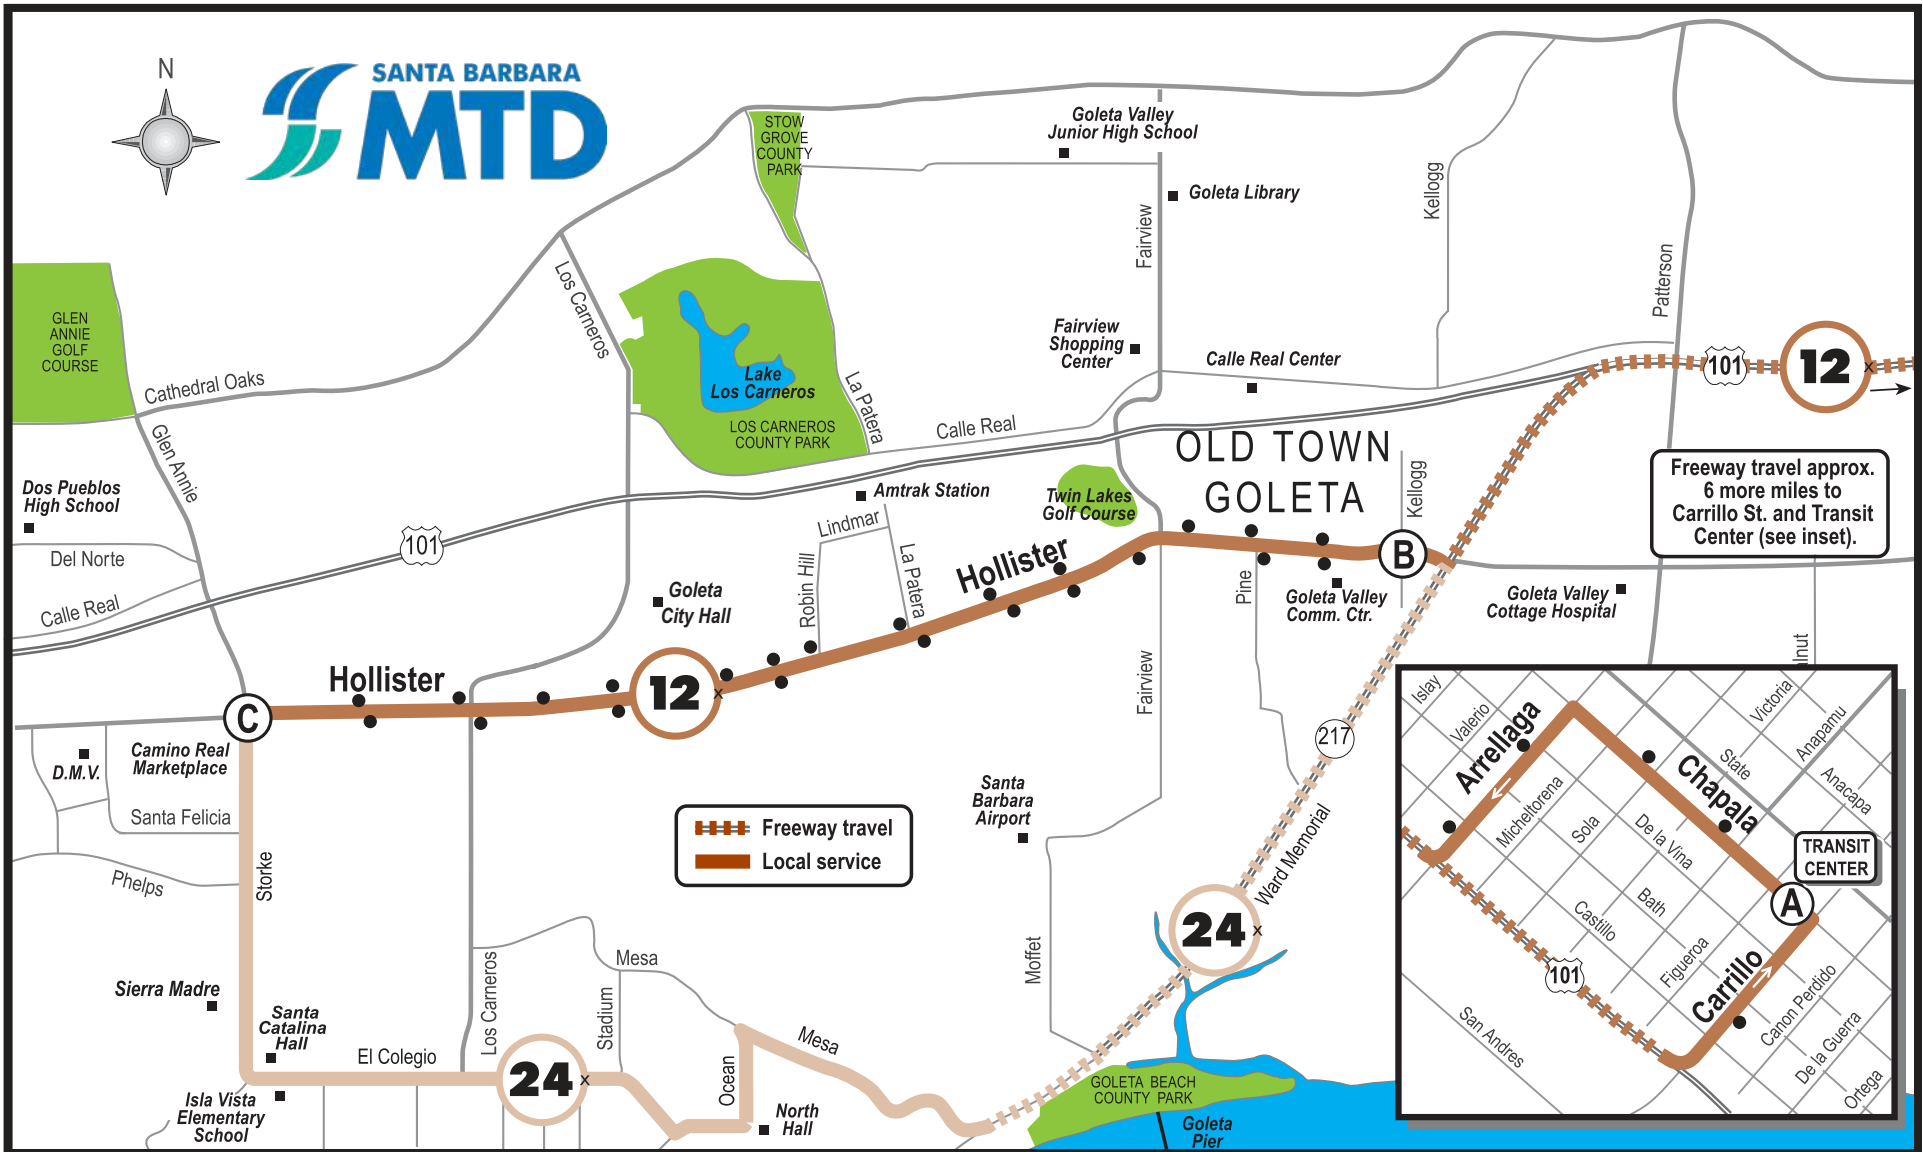 N
SANTA BARBARA
MTD
STOW
GROVE
COUNTY
PARK
Goleta Valley
Junior High School
Goleta Library
Kellogg
Fairview
Patterson
Los Carneros
GLEN
ANNIE
GOLF
COURSE
Cathedral Oaks
Lake
Los Carneros
LOS CARNEROS
COUNTY PARK
La Patera
Fairview
Shopping
Center
Calle Real Center
101
12
x
Calle Real
Glen Annie
OLD TOWN
GOLETA
Kellogg
Freeway travel approx.
6 more miles to
Carrillo St. and Transit
Center (see inset).
Dos Pueblos
High School
Amtrak Station
Twin Lakes
Golf Course
Lindmar
101
Del Norte
Calle Real
Robin Hill
La Patera
Hollister
B
Goleta
City Hall
Pine
Goleta Valley
Comm. Ctr.
Goleta Valley
Cottage Hospital
lnut
Hollister
12
x
C
Fairview
217
D.M.V.
Camino Real
Marketplace
Santa Felicia
Santa
Barbara
Airport
Freeway travel
Local service
Storke
Phelps
Ward Memorial
24
x
Moffet
Mesa
Los Carneros
Stadium
Sierra Madre
Santa
Catalina
Hall
El Colegio
24
x
Mesa
Ocean
Isla Vista
Elementary
School
North
Hall
GOLETA BEACH
COUNTY PARK
Goleta
Pier
Islay
Valerio
Arrellaga
Victoria
Anapamu
State
Anacapa
Chapala
Micheltorena
Sola
De la Vina
TRANSIT
CENTER
A
Bath
Castillo
Figueroa
101
Carrillo
Canon Perdido
San Andres
De la Guerra
Ortega